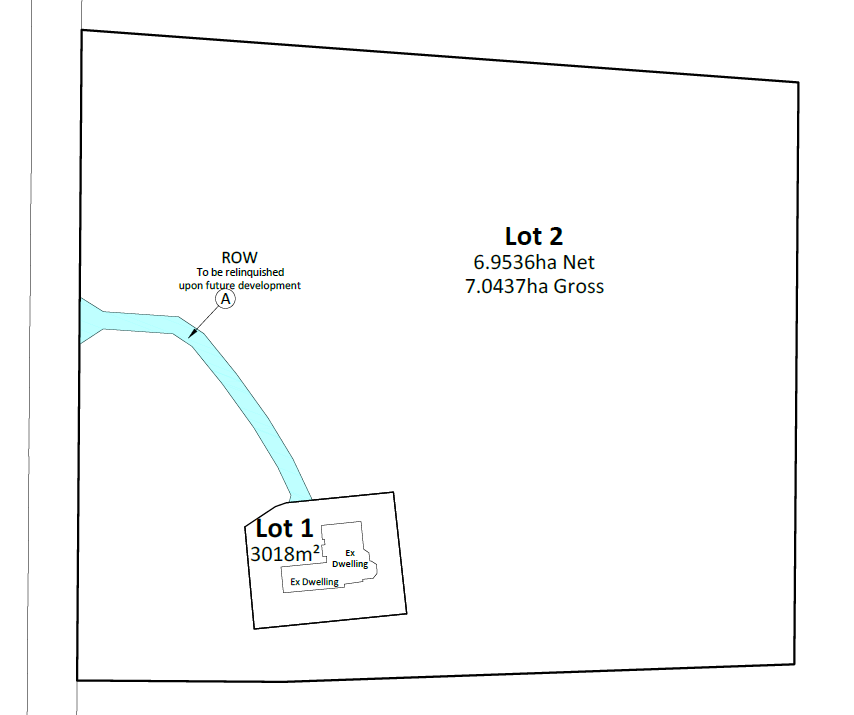 Lot 2
6.9536ha Net
7.0437ha Gross
ROW
To be relinquished
upon future development
A
Lot 1
3018m²
Ex
Dwelling
Ex Dwelling